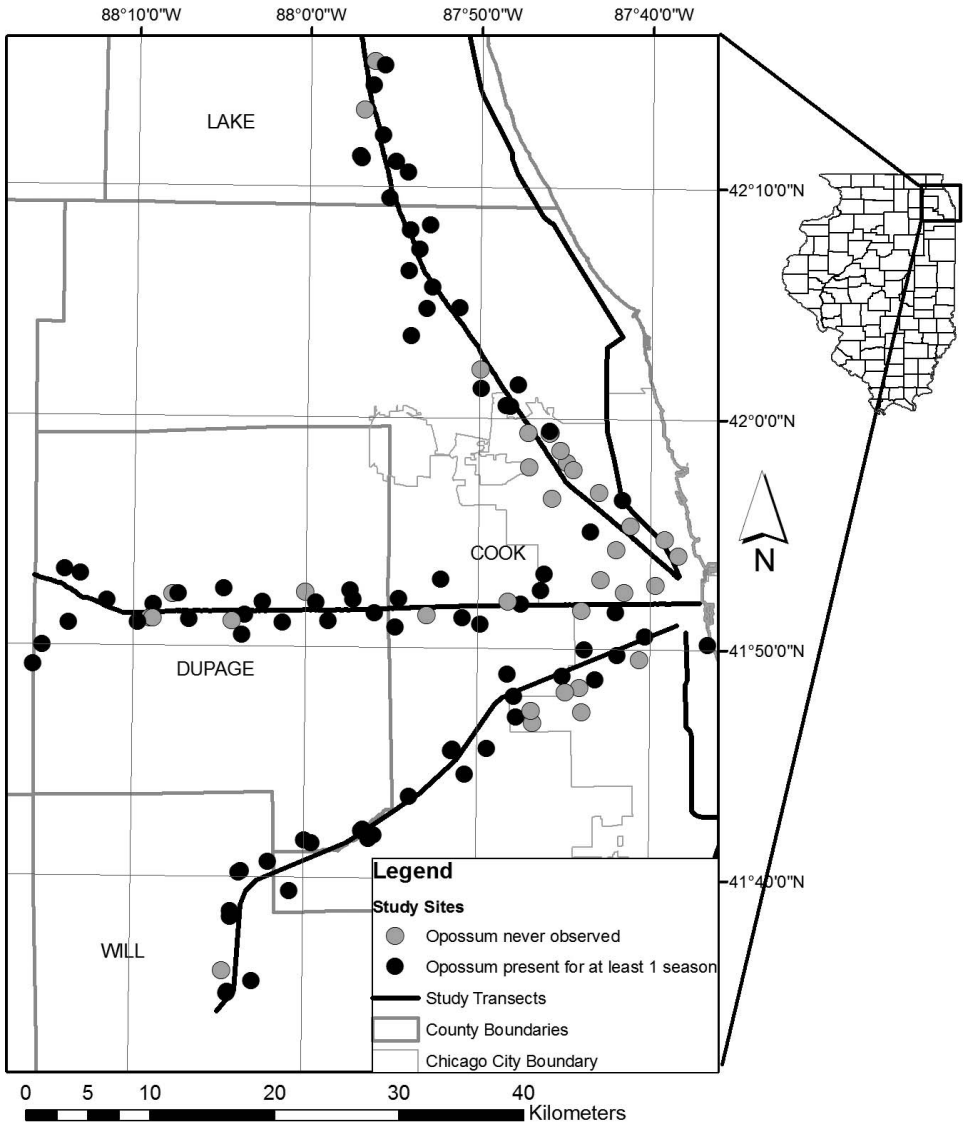 88°10'0"W 88°0'0"W 87°50'0"W 87°40'0"W
LAKE
42°10'0"N
42°0'0"N
N
COOK
41°50'0"N
DUPAGE
41°40'0"N
WILL
Legend
Study Sites
Opossum never observed
Opossum present for at least 1 season
Study Transects
County Boundaries
Chicago City Boundary
0 5 10 20 30 40
Kilometers